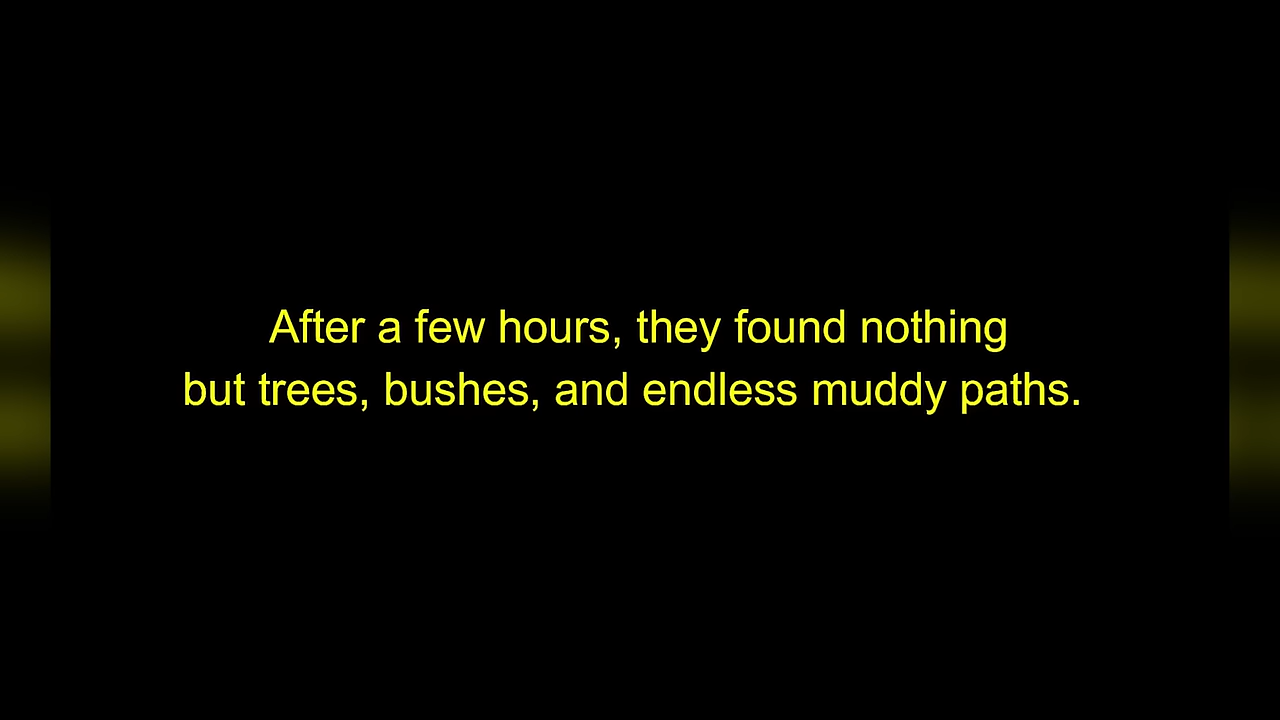 After a few hours, they found nothing
but trees, bushes, and endless muddy paths.